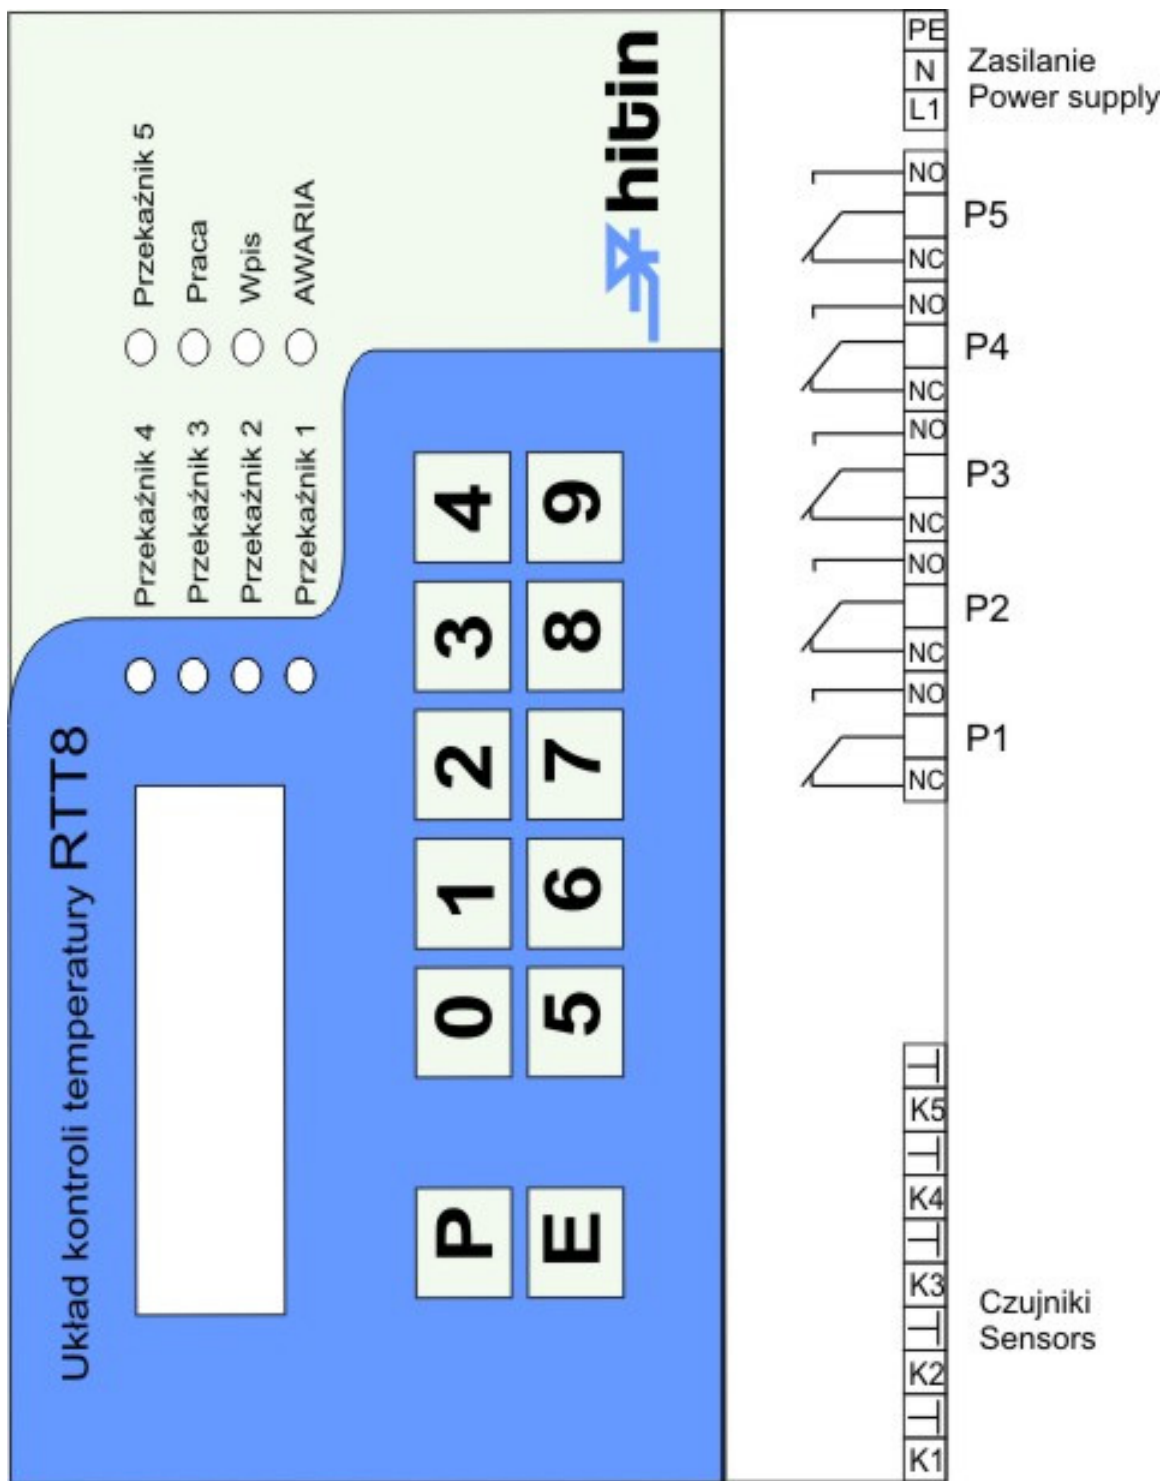 Układ kontroli temperatury RTT8
Przekaźnik 4
Przekaźnik 3
Przekaźnik 2
Przekaźnik 1
Przekaźnik 5
Praca
Wpis
AWARIA
hitin
P
0
1
2
3
4
E
5
6
7
8
9
PE
N
L1
Zasilanie
Power supply
NO
P5
NC
NO
P4
NC
NO
P3
NC
NO
P2
NC
NO
P1
NC
K5
K4
K3
K2
K1
Czujniki
Sensors